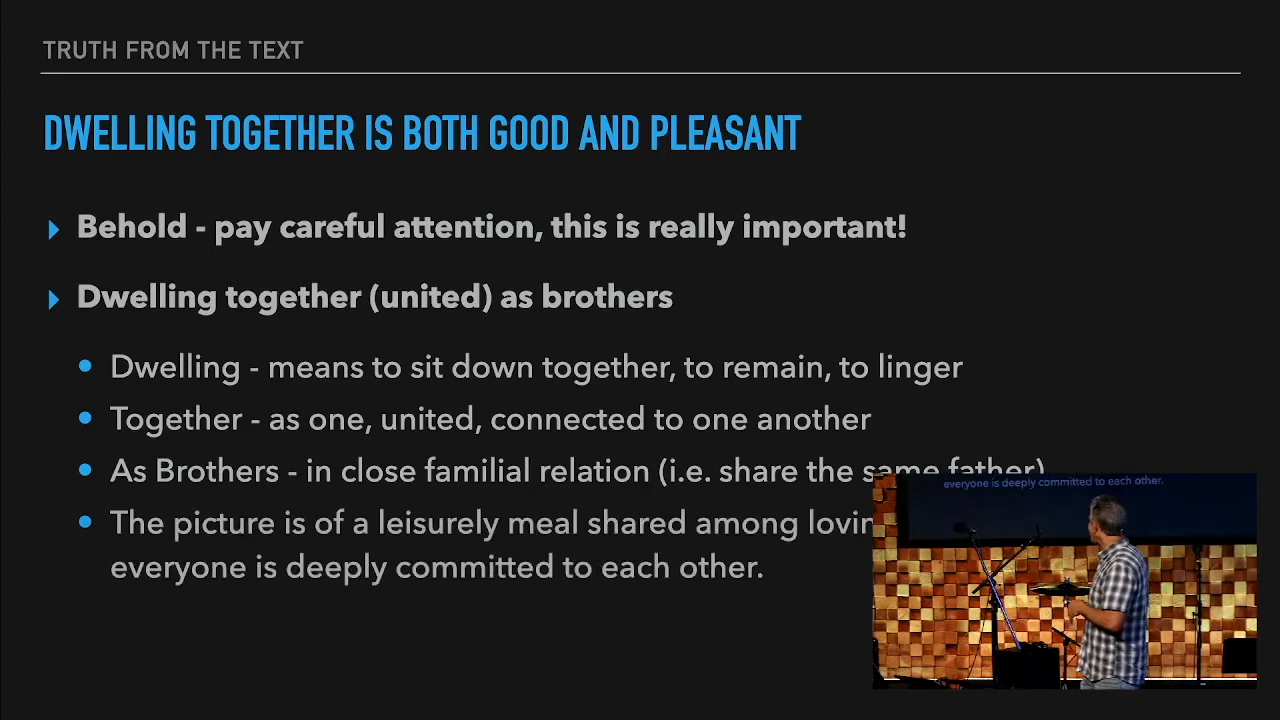 TRUTH FROM THE TEXT
DWELLING TOGETHER IS BOTH GOOD AND PLEASANT
Behold - pay careful attention, this is really important!
Dwelling together (united) as brothers
Dwelling - means to sit down together, to remain, to linger
Together - as one, united, connected to one another
As Brothers - in close familial relation (i.e. share the same father)
The picture is of a leisurely meal shared among
everyone is deeply committed to each other.
everyone is deeply committed to each other.